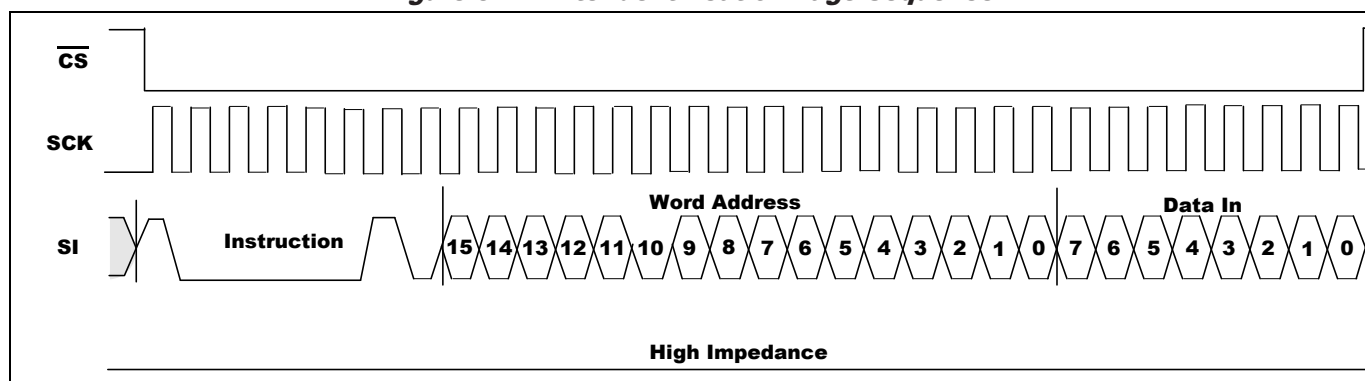 CS
SCK
Word Address
Data In
SI
Instruction
15 14 13 12 11 10 9 8 7 6 5 4 3 2 1 0 7 6 5 4 3 2 1 0
High Impedance